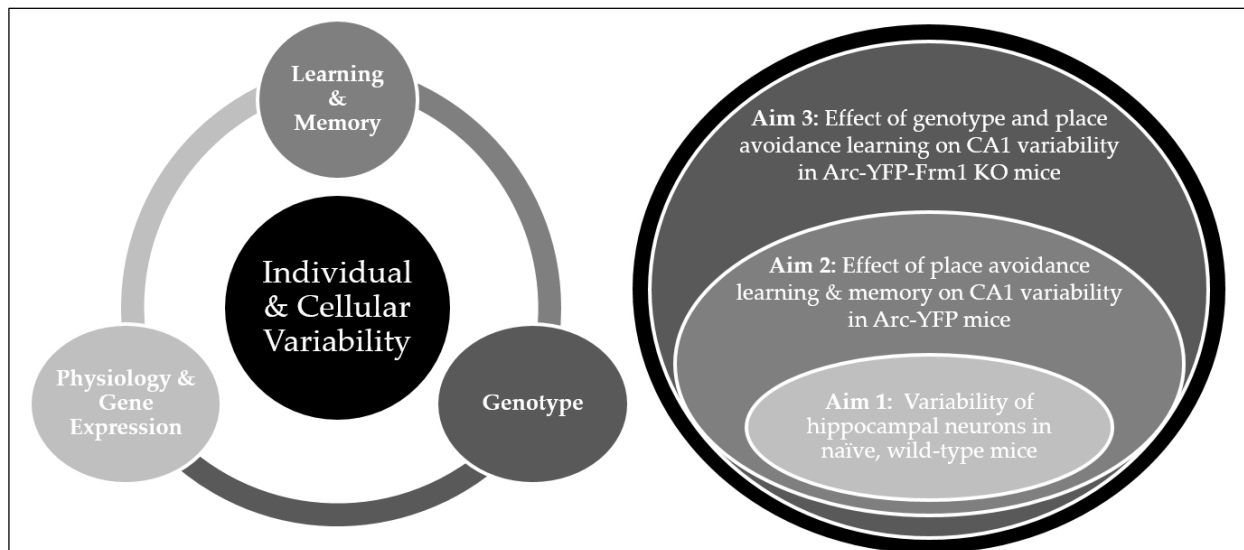 Learning
&
Memory
Individual
& Cellular
Variability
Physiology &
Gene
Expression
Genotype
Aim 3: Effect of genotype and place
avoidance learning on CA1 variability
in Arc-YFP-Frm1 KO mice
Aim 2: Effect of place avoidance
learning & memory on CA1 variability
in Arc-YFP mice
Aim 1:  Variability of
hippocampal neurons in
naïve, wild-type mice